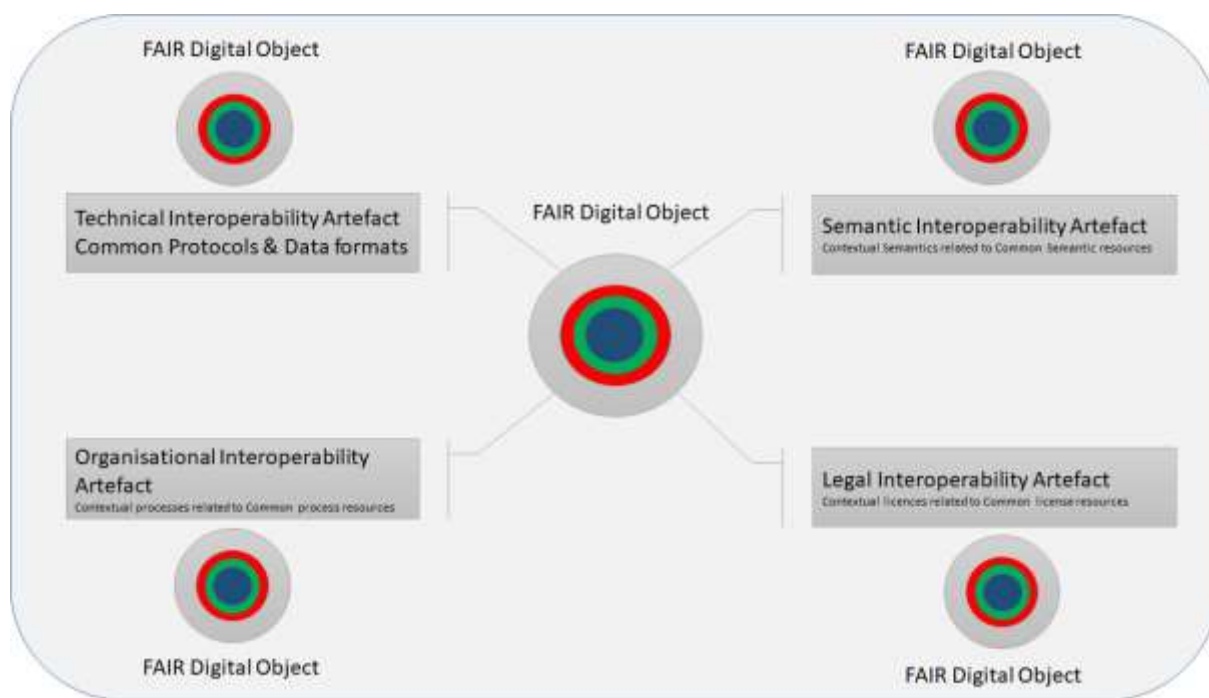 FAIR Digital Object
FAIR Digital Object
Technical Interoperability Artefact
Common Protocols & Data formats
FAIR Digital Object
Semantic Interoperability Artefact
Contextual Semantics related to Common Semantic resources
Organisational Interoperability
Artefact
Contextual processes related to Common process resources
Legal Interoperability Artefact
Contextual licences related to Common license resources
FAIR Digital Object
FAIR Digital Object